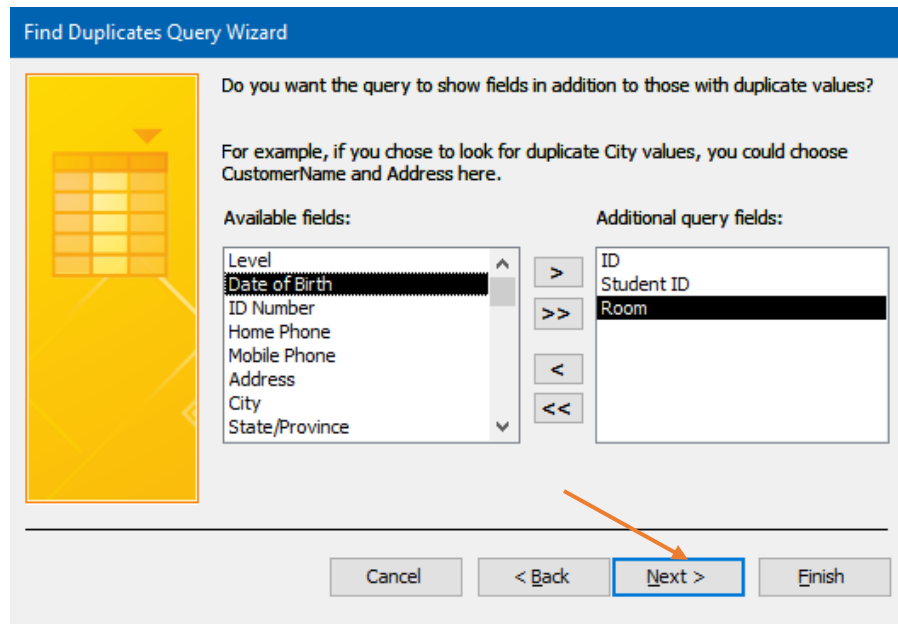 Find Duplicates Query Wizard
Do you want the query to show fields in addition to those with duplicate values?
For example, if you chose to look for duplicate City values, you could choose
CustomerName and Address here.
Available fields:
Level
Date of Birth
ID Number
Home Phone
Mobile Phone
Address
City
State/Province
>
>>
<
<<
Additional query fields:
ID
Student ID
Room
Cancel
< Back
Next >
Finish